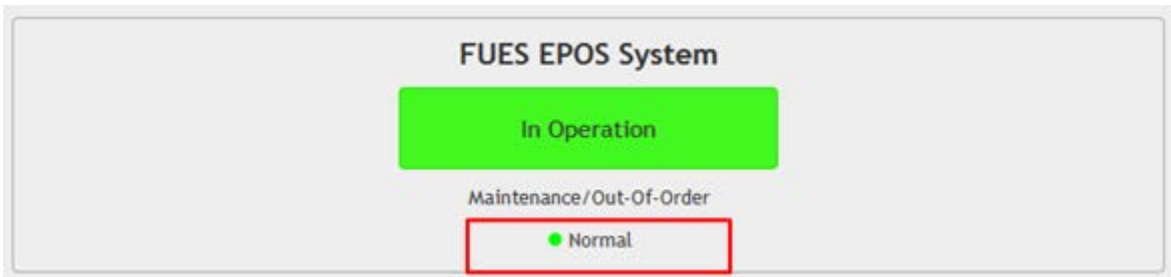 FUES EPOS System
In Operation
Maintenance/Out-Of-Order
Normal